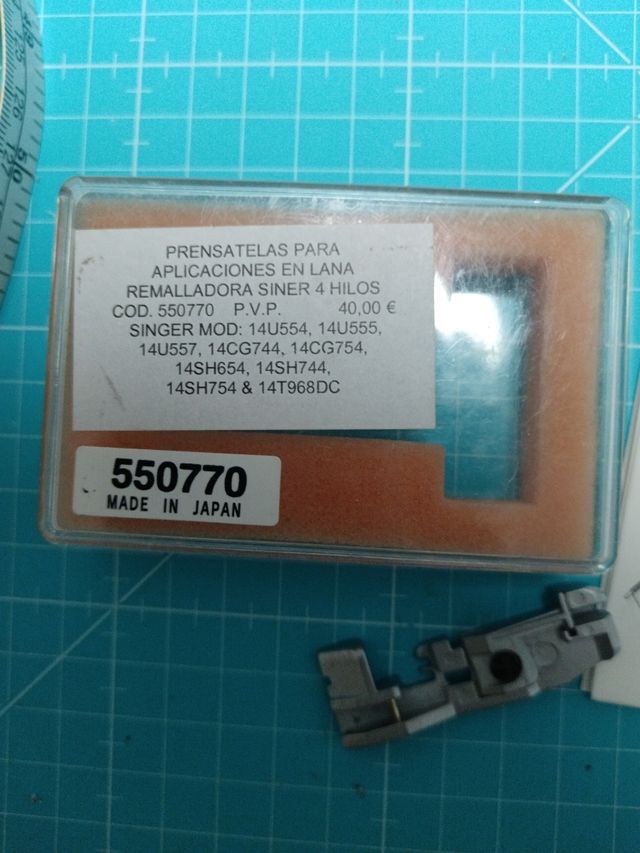 PRENSATELAS PARA
APLICACIONES EN LANA
REMALLADORA SINER 4 HILOS
COD. 550770 P.V.P. 40,00 €
SINGER MOD: 14U554, 14U555,
14U557, 14CG744, 14CG754,
14SH654, 14SH744,
14SH754 & 14T968DC
550770
MADE IN JAPAN